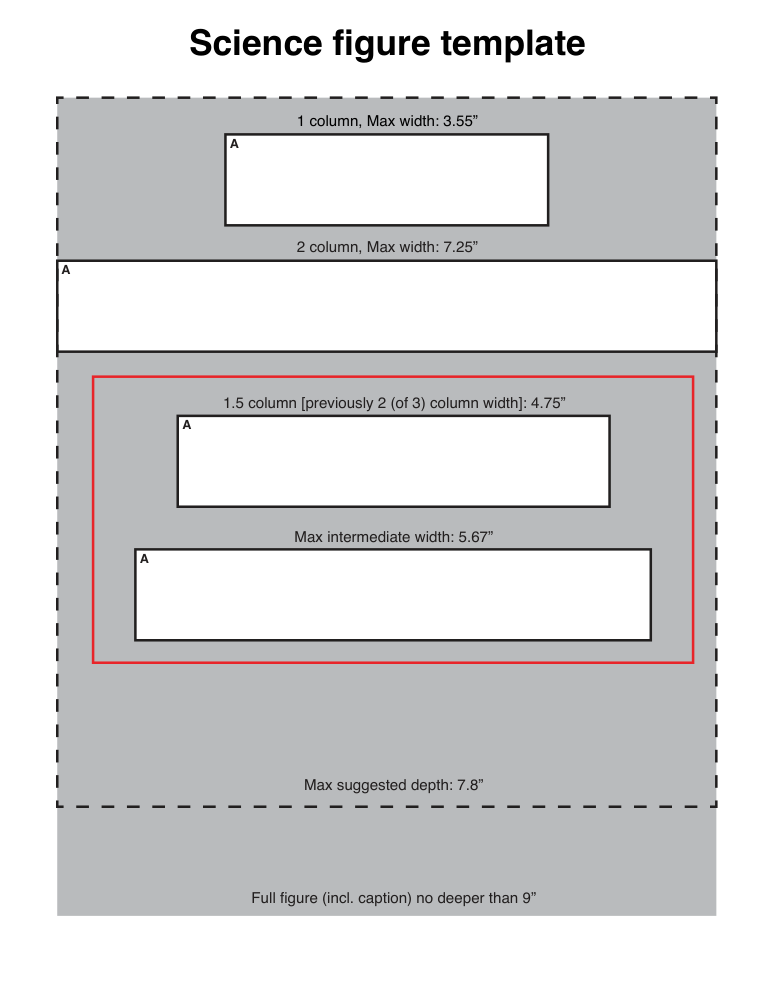 Science figure template
1 column, Max width: 3.55”
A
2 column, Max width: 7.25”
A
1.5 column [previously 2 (of 3) column width]: 4.75”
A
Max intermediate width: 5.67”
A
Max suggested depth: 7.8”
Full figure (incl. caption) no deeper than 9”